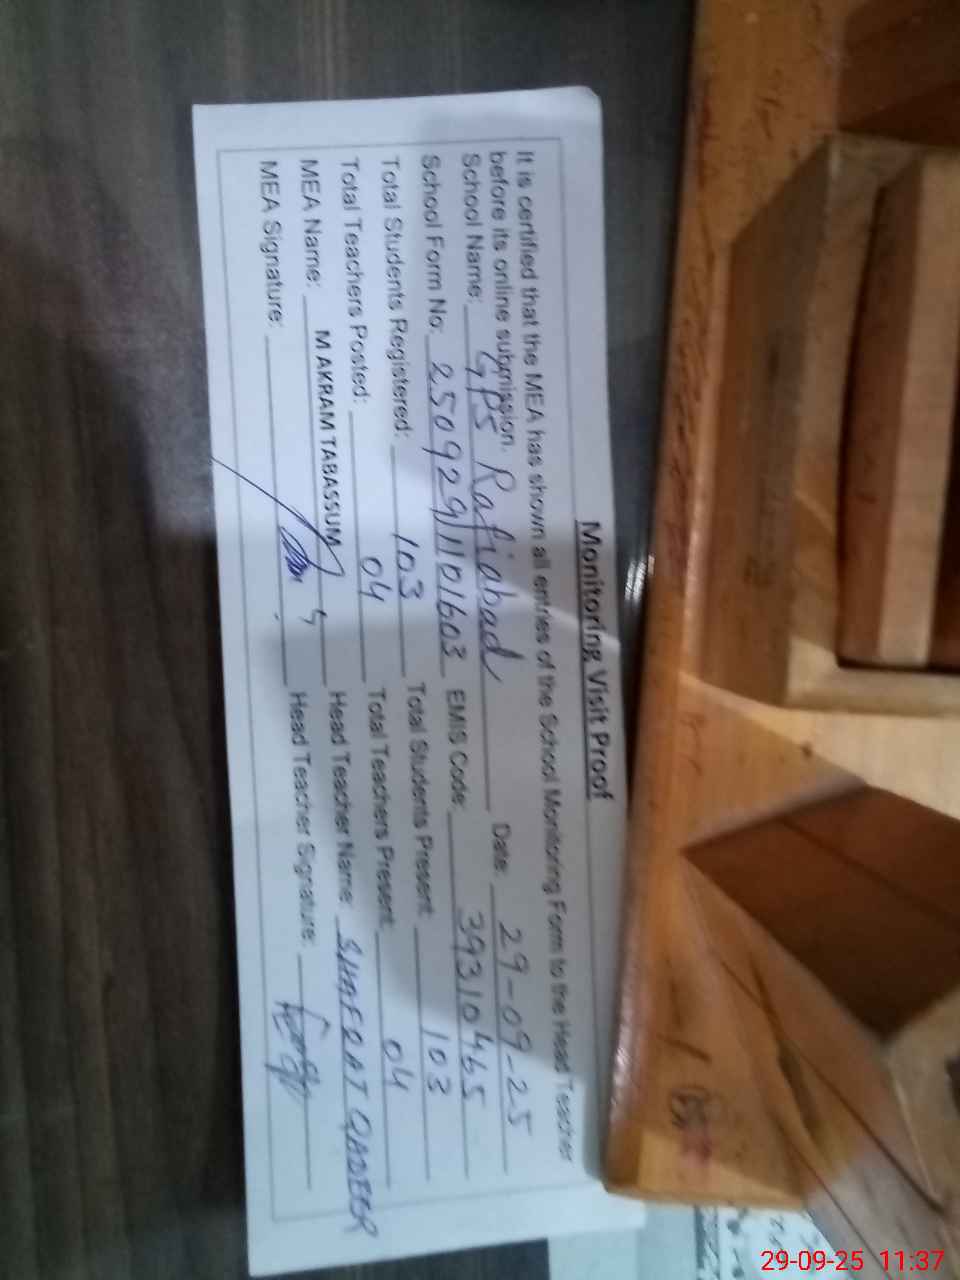 Monitoring Visit Proof
It is certified that the MEA has shown all entries of the School Monitoring Form to the Head Teacher
before its online submission.
School Name: GPS Rafiabad Date: 29-09-25
School Form No: 25092911101603 EMIS Code: 39310465
Total Students Registered: 103 Total Students Present: 103
Total Teachers Posted: 04 Total Teachers Present: 04
MEA Name: M AKRAM TABASSUM Head Teacher Name: QADEER
MEA Signature: Head Teacher Signature:
29-09-25 11:37